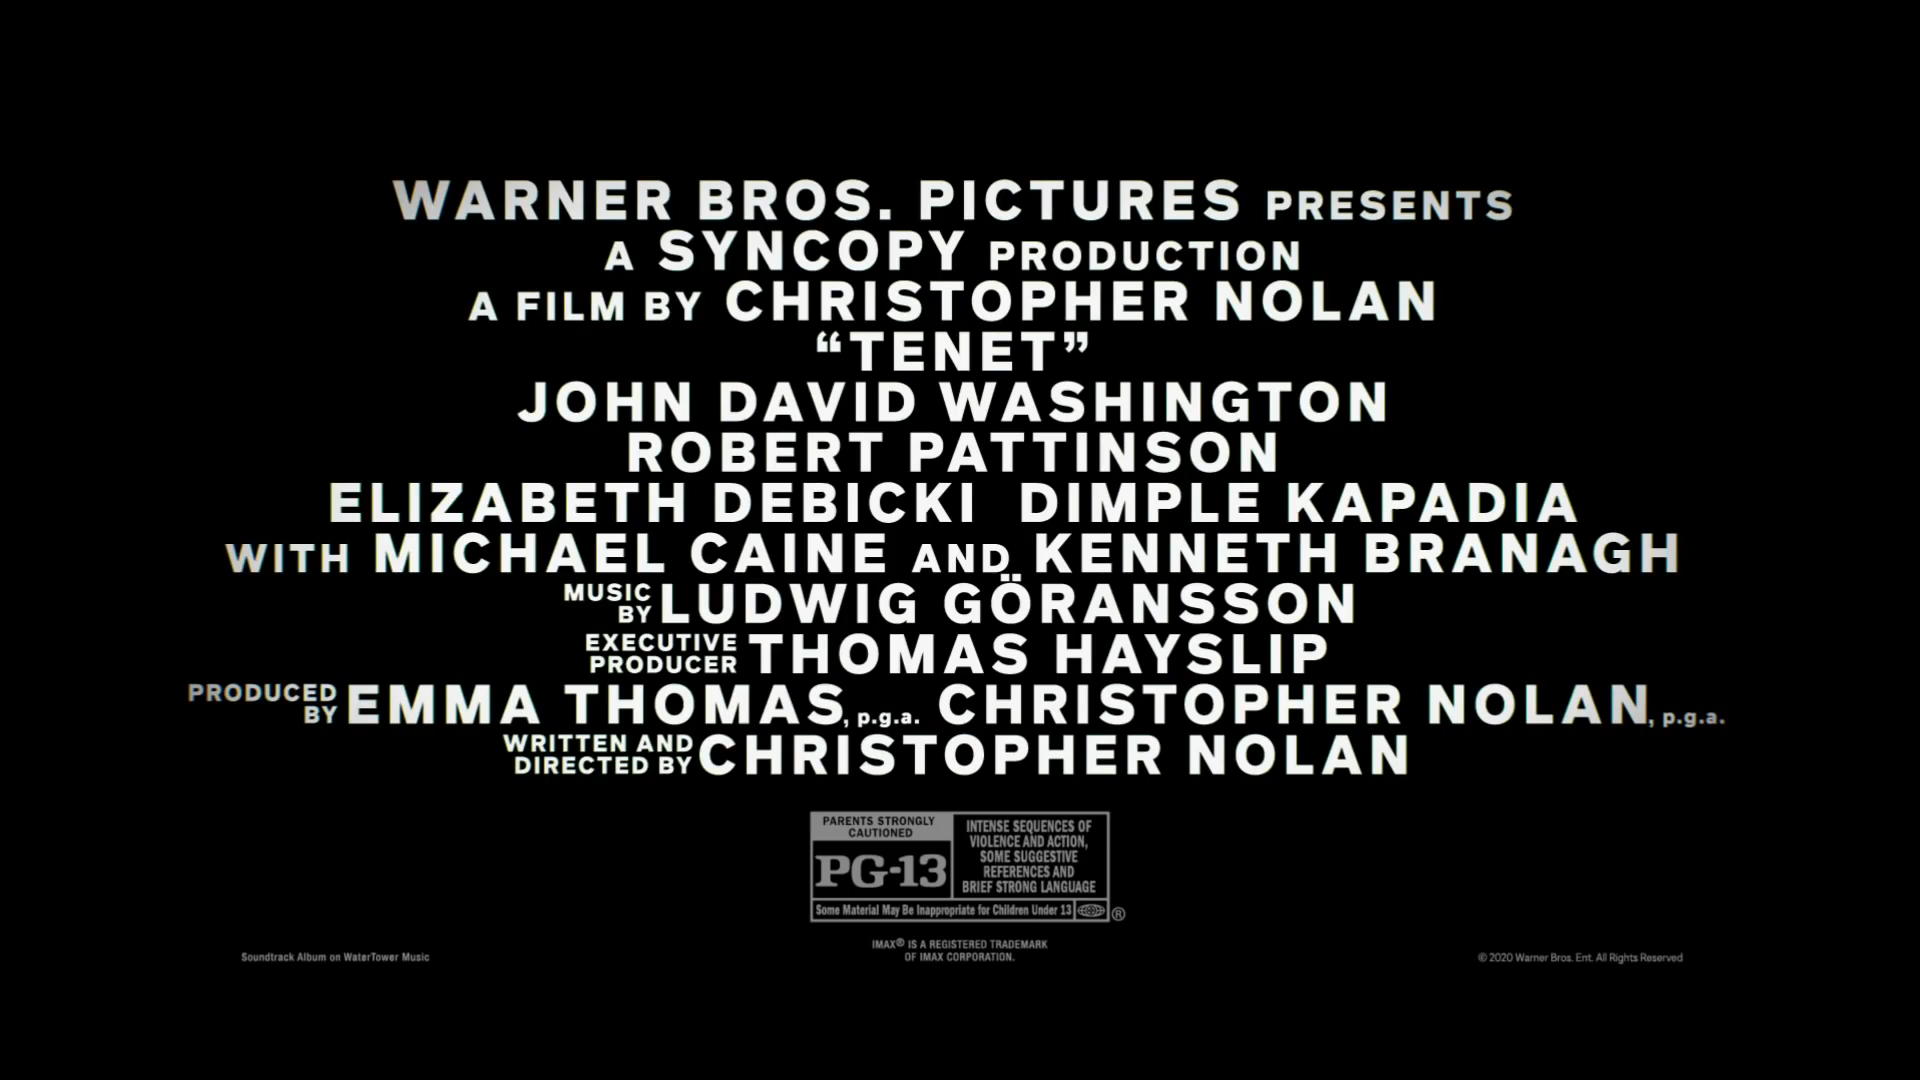 WARNER BROS. PICTURES PRESENTS
A SYNCOPY PRODUCTION
A FILM BY CHRISTOPHER NOLAN
“TENET”
JOHN DAVID WASHINGTON
ROBERT PATTINSON
ELIZABETH DEBICKI DIMPLE KAPADIA
WITH MICHAEL CAINE AND KENNETH BRANAGH
MUSIC BY LUDWIG GÖRANSSON
EXECUTIVE PRODUCER THOMAS HAYSLIP
PRODUCED BY EMMA THOMAS, p.g.a. CHRISTOPHER NOLAN, p.g.a.
WRITTEN AND DIRECTED BY CHRISTOPHER NOLAN
PARENTS STRONGLY
CAUTIONED
PG-13
INTENSE SEQUENCES OF
VIOLENCE AND ACTION,
SOME SUGGESTIVE
REFERENCES AND
BRIEF STRONG LANGUAGE
Some Material May Be Inappropriate for Children Under 13
®
IMAX® IS A REGISTERED TRADEMARK
OF IMAX CORPORATION.
Soundtrack Album on WaterTower Music
© 2020 Warner Bros. Ent. All Rights Reserved